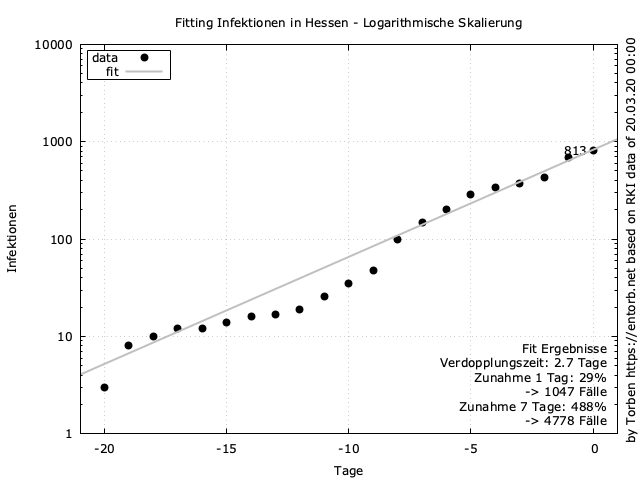 Fitting Infektionen in Hessen - Logarithmische Skalierung
10000
1000
100
10
1
Infektionen
data
fit
813
Fit Ergebnisse
Verdopplungszeit: 2.7 Tage
Zunahme 1 Tag: 29%
-> 1047 Fälle
Zunahme 7 Tage: 488%
-> 4778 Fälle
-20 -15 -10 -5 0
Tage
by Torben https://entorb.net based on RKI data of 20.03.20 00:00